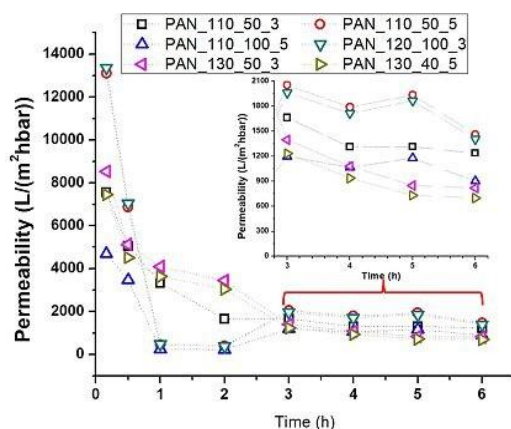 PAN_110_50_3 PAN_110_50_5
PAN_110_100_5 PAN_120_100_3
PAN_130_50_3 PAN_130_40_5
14000
12000
10000
8000
6000
4000
2000
0
Permeability (L/(m²hbar))
0 1 2 3 4 5 6
Time (h)
2100
1800
1500
1200
900
600
300
0
Permeability (L/(m²hbar))
3 4 5 6
Time (h)